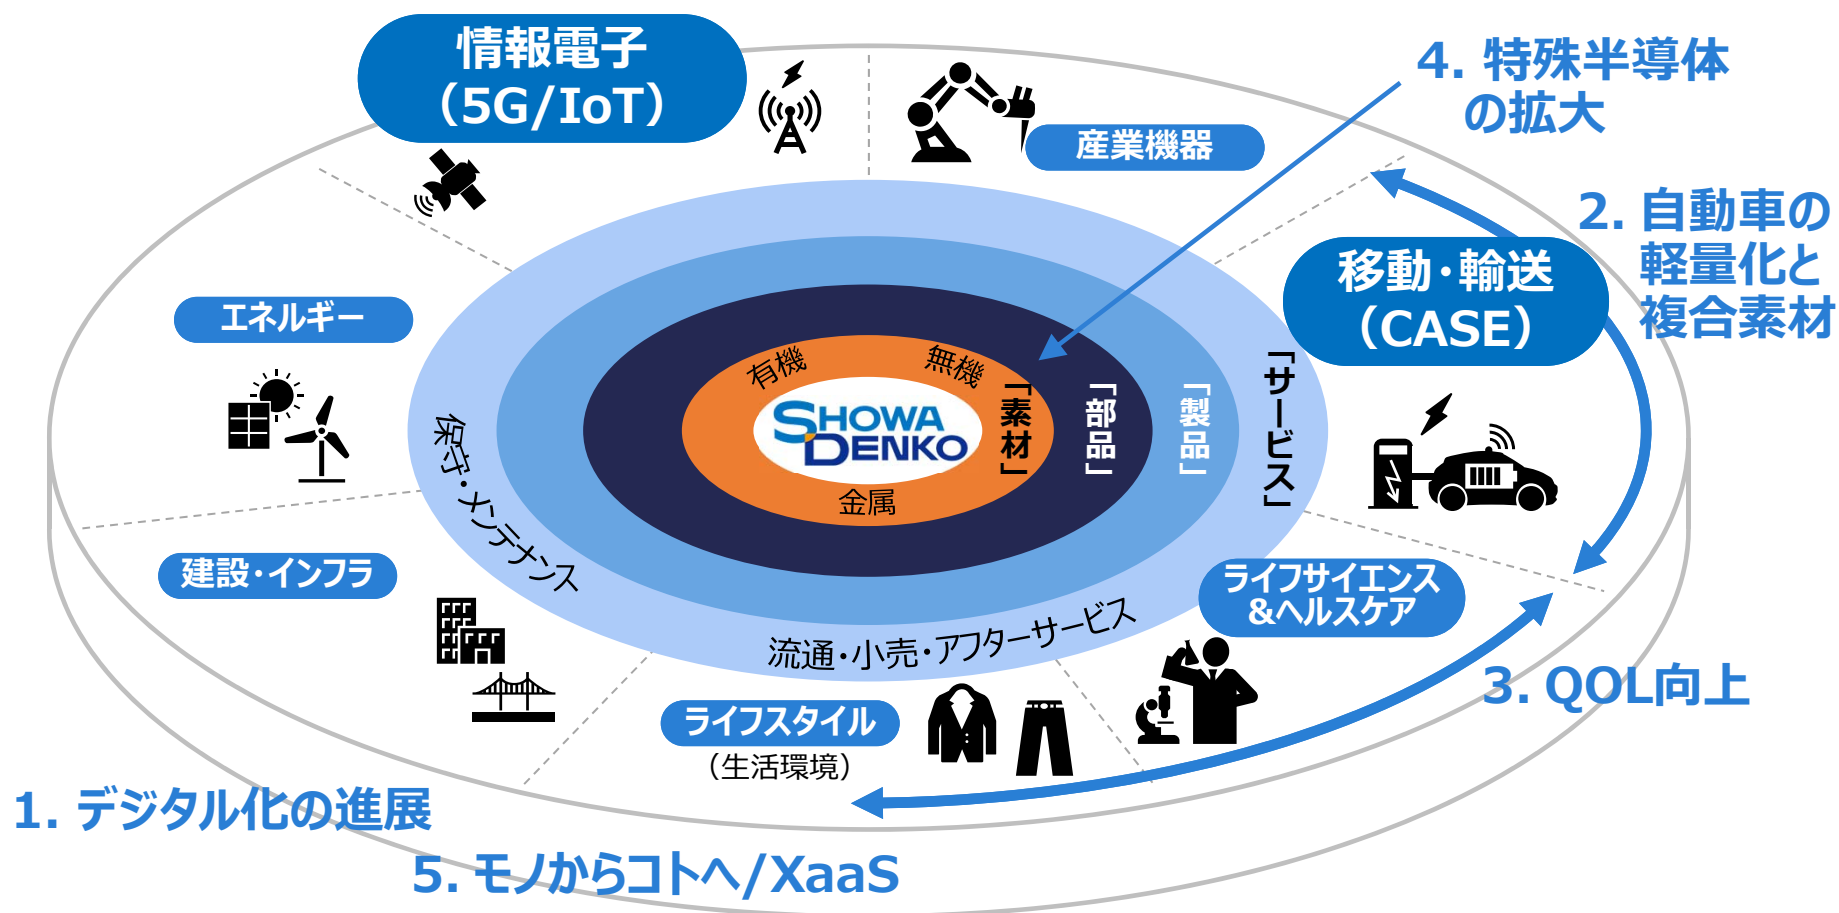 情報電子
（5G/IoT）
4. 特殊半導体
の拡大
産業機器
2. 自動車の
軽量化と
複合素材
移動・輸送
（CASE）
エネルギー
有機
無機
「素材」
「部品」
「製品」
「サービス」
SHOWA
DENKO
金属
保守・メンテナンス
流通・小売・アフターサービス
建設・インフラ
ライフサイエンス
&ヘルスケア
3. QOL向上
ライフスタイル
（生活環境）
1. デジタル化の進展
5. モノからコトへ/XaaS